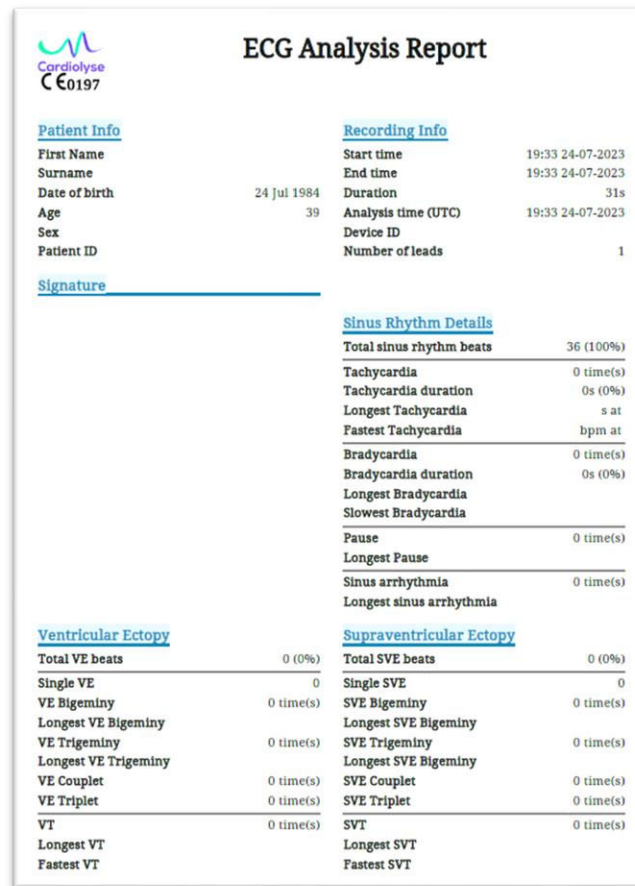 Cardiolyse
CE0197
ECG Analysis Report
Patient Info
First Name
Surname
Date of birth 24 Jul 1984
Age 39
Sex
Patient ID
Signature
Recording Info
Start time 19:33 24-07-2023
End time 19:33 24-07-2023
Duration 31s
Analysis time (UTC) 19:33 24-07-2023
Device ID
Number of leads 1
Sinus Rhythm Details
Total sinus rhythm beats 36 (100%)
Tachycardia 0 time(s)
Tachycardia duration 0s (0%)
Longest Tachycardia s at
Fastest Tachycardia bpm at
Bradycardia 0 time(s)
Bradycardia duration 0s (0%)
Longest Bradycardia
Slowest Bradycardia
Pause 0 time(s)
Longest Pause
Sinus arrhythmia 0 time(s)
Longest sinus arrhythmia
Ventricular Ectopy
Total VE beats 0 (0%)
Single VE 0
VE Bigeminy 0 time(s)
Longest VE Bigeminy
VE Trigeminy 0 time(s)
Longest VE Trigeminy
VE Couplet 0 time(s)
VE Triplet 0 time(s)
VT 0 time(s)
Longest VT
Fastest VT
Supraventricular Ectopy
Total SVE beats 0 (0%)
Single SVE 0
SVE Bigeminy 0 time(s)
Longest SVE Bigeminy
SVE Trigeminy 0 time(s)
Longest SVE Bigeminy
SVE Couplet 0 time(s)
SVE Triplet 0 time(s)
SVT 0 time(s)
Longest SVT
Fastest SVT